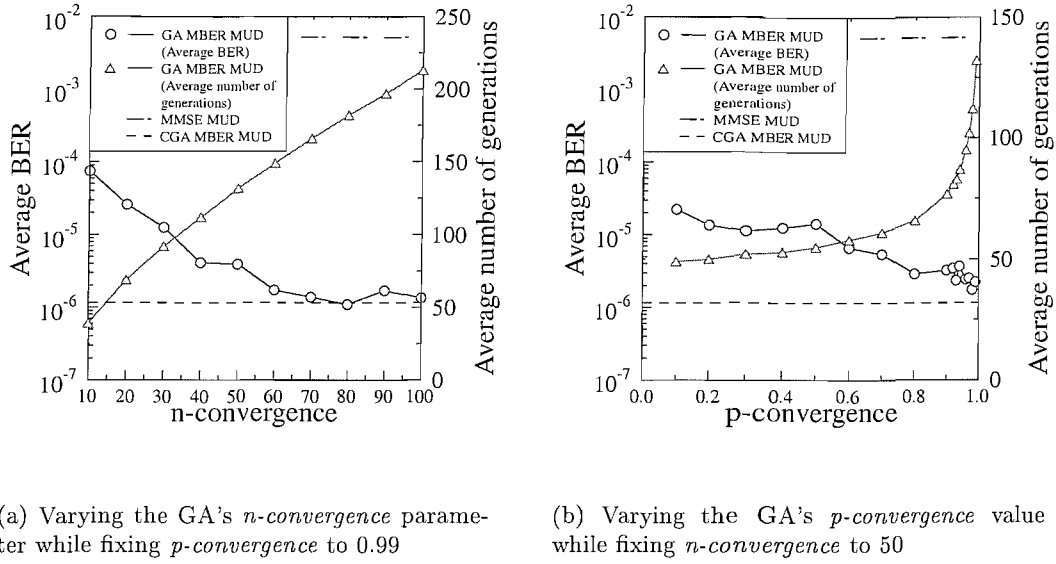 10^-2
10^-3
10^-4
10^-5
10^-6
10^-7
Average BER
GA MBER MUD
(Average BER)
GA MBER MUD
(Average number of
generations)
MMSE MUD
CGA MBER MUD
250
200
150
100
50
0
Average number of generations
10 20 30 40 50 60 70 80 90 100
n-convergence
10^-2
10^-3
10^-4
10^-5
10^-6
10^-7
Average BER
GA MBER MUD
(Average BER)
GA MBER MUD
(Average number of
generations)
MMSE MUD
CGA MBER MUD
150
100
50
0
Average number of generations
0.0 0.2 0.4 0.6 0.8 1.0
p-convergence
(a) Varying the GA's n-convergence parame-
ter while fixing p-convergence to 0.99
(b) Varying the GA's p-convergence value
while fixing n-convergence to 50